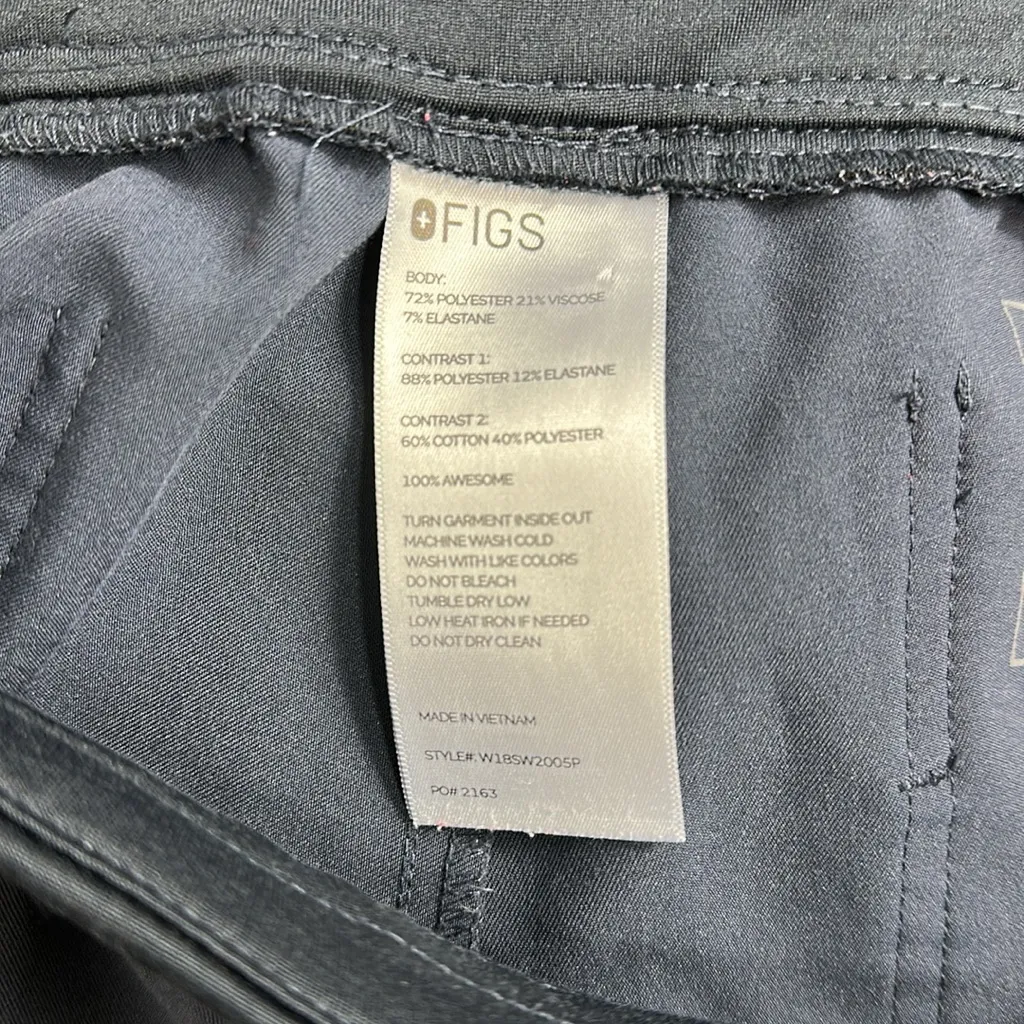 FIGS
BODY:
72% POLYESTER 21% VISCOSE
7% ELASTANE
CONTRAST 1:
88% POLYESTER 12% ELASTANE
CONTRAST 2:
60% COTTON 40% POLYESTER
100% AWESOME
TURN GARMENT INSIDE OUT
MACHINE WASH COLD
WASH WITH LIKE COLORS
DO NOT BLEACH
TUMBLE DRY LOW
LOW HEAT IRON IF NEEDED
DO NOT DRY CLEAN
MADE IN VIETNAM
STYLE#: W18SW2005P
PO# 2163